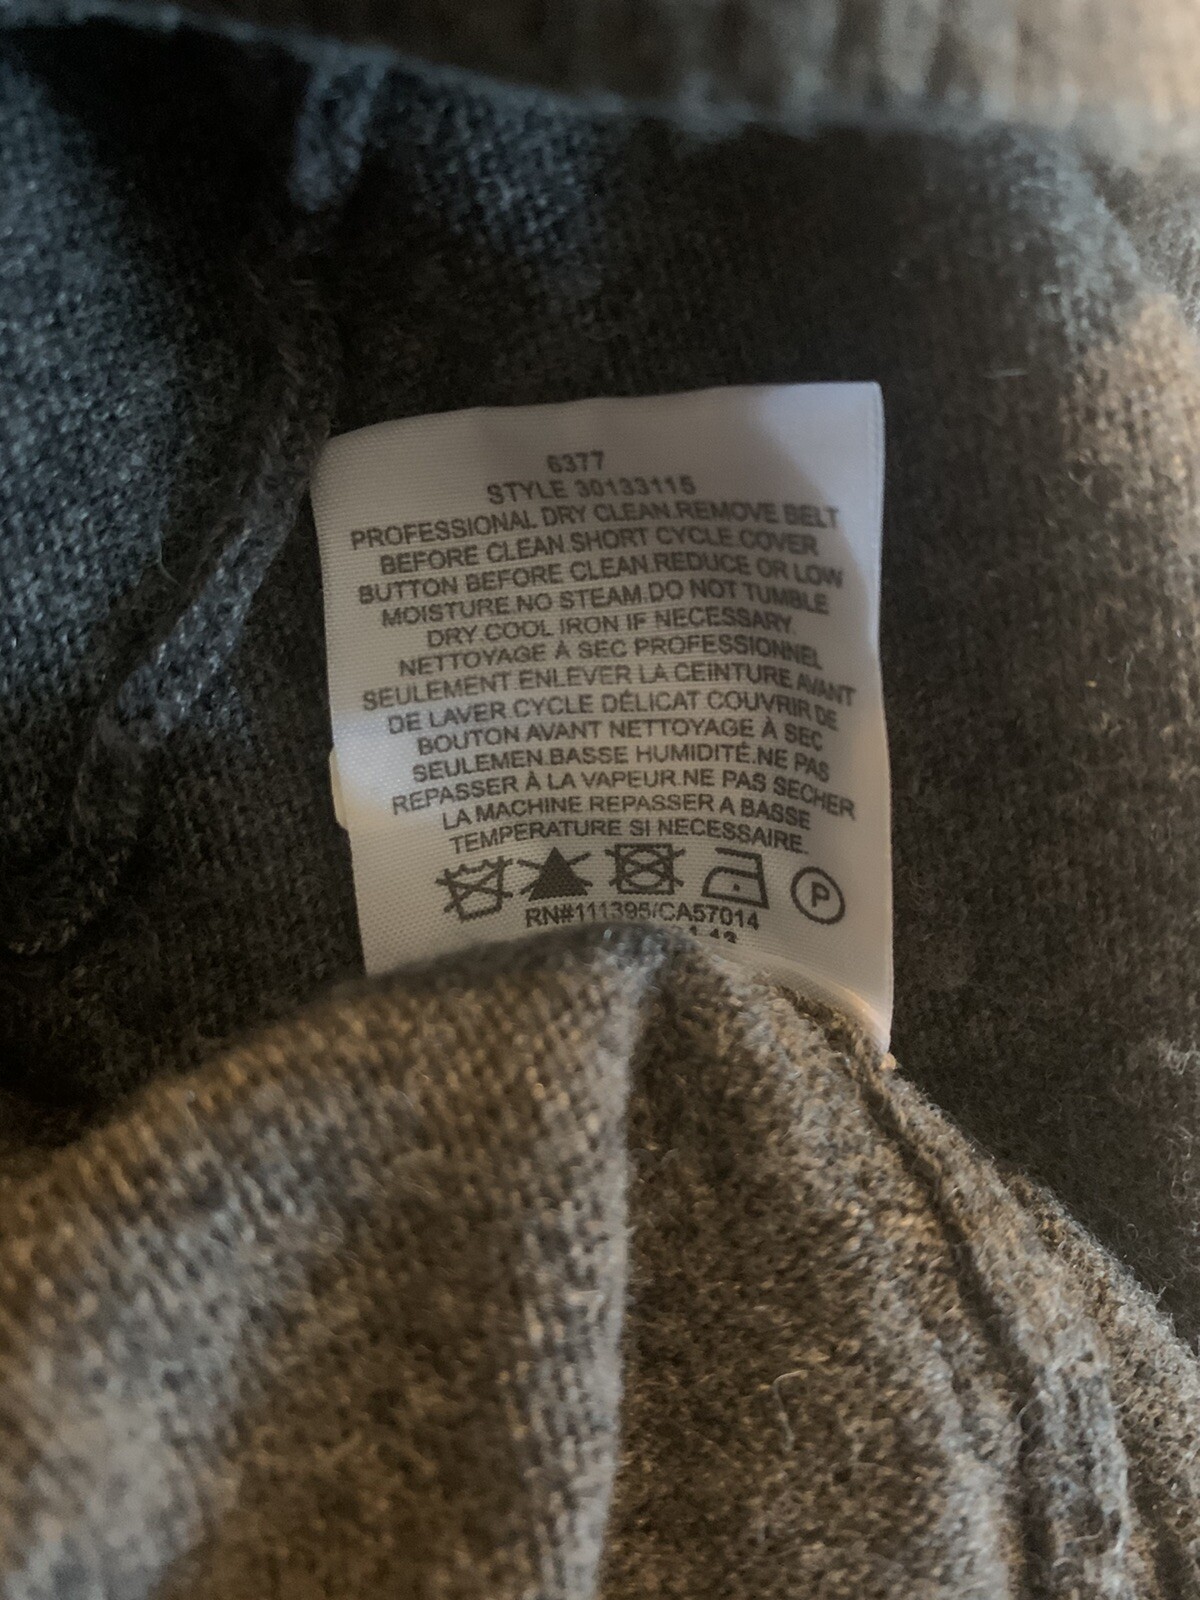 6377
STYLE 30133115
PROFESSIONAL DRY CLEAN.REMOVE BELT
BEFORE CLEAN.SHORT CYCLE.COVER
BUTTON BEFORE CLEAN.REDUCE OR LOW
MOISTURE.NO STEAM.DO NOT TUMBLE
DRY.COOL IRON IF NECESSARY.
NETTOYAGE À SEC PROFESSIONNEL
SEULEMENT.ENLEVER LA CEINTURE AVANT
DE LAVER CYCLE DÉLICAT COUVRIR DE
BOUTON AVANT NETTOYAGE À SEC
SEULEMEN.BASSE HUMIDITÉ.NE PAS
REPASSER À LA VAPEUR.NE PAS SECHER
LA MACHINE.REPASSER A BASSE
TEMPERATURE SI NECESSAIRE.
P
RN#111395/CA57014